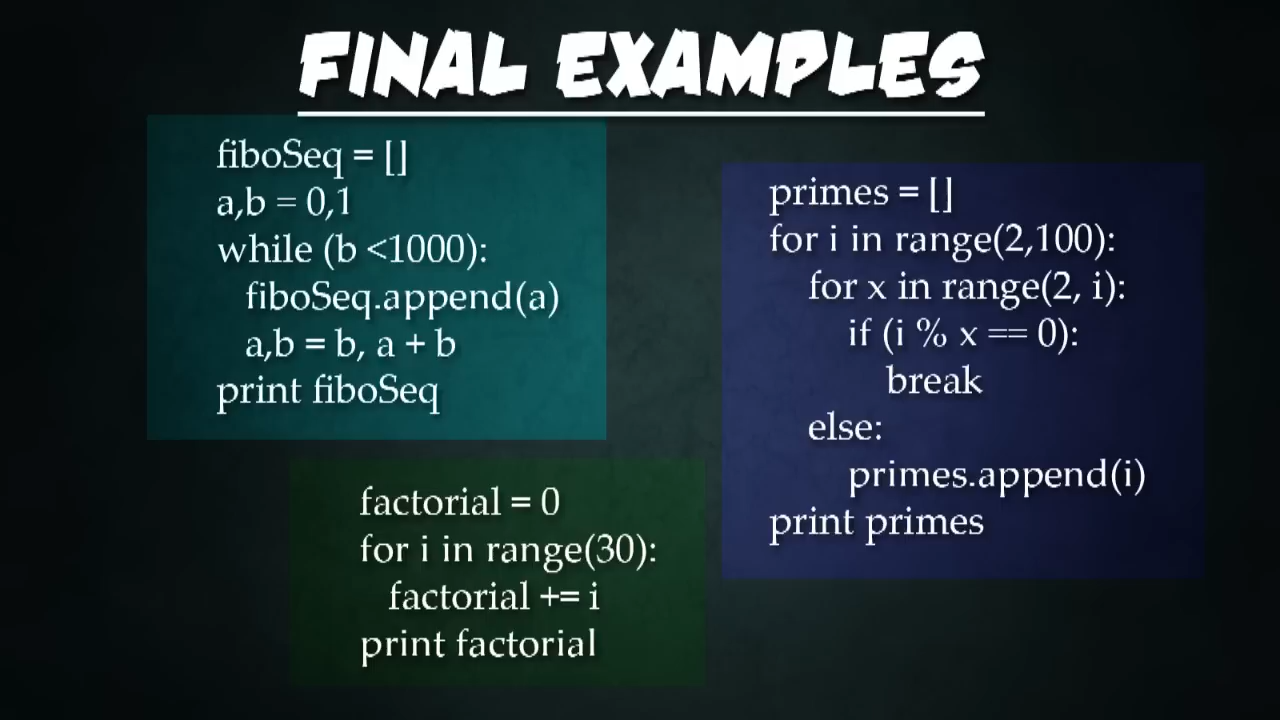 FINAL EXAMPLES
fiboSeq = []
a,b = 0,1
while (b <1000):
fiboSeq.append(a)
a,b = b, a + b
print fiboSeq
primes = []
for i in range(2,100):
for x in range(2, i):
if (i % x == 0):
break
else:
primes.append(i)
print primes
factorial = 0
for i in range(30):
factorial += i
print factorial